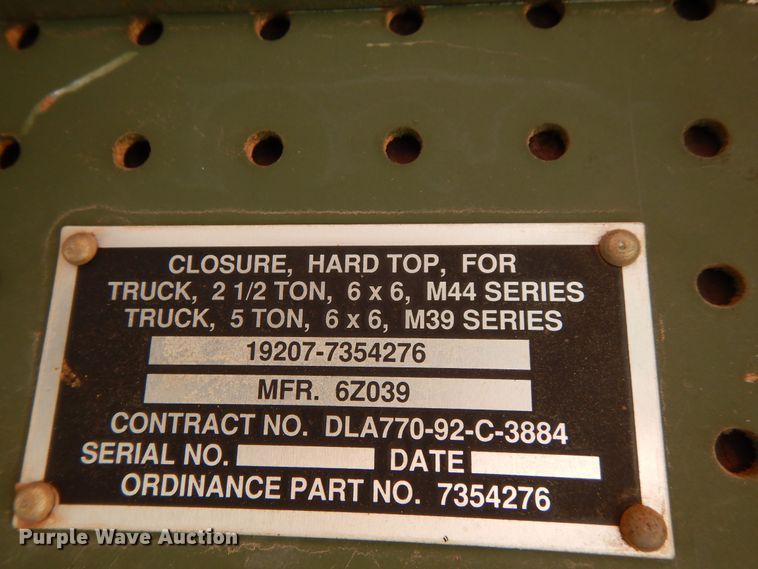 CLOSURE, HARD TOP, FOR
TRUCK, 2 1/2 TON, 6 x 6, M44 SERIES
TRUCK, 5 TON, 6 x 6, M39 SERIES
19207-7354276
MFR. 6Z039
CONTRACT NO. DLA770-92-C-3884
SERIAL NO. DATE
ORDINANCE PART NO. 7354276
Purple Wave Auction